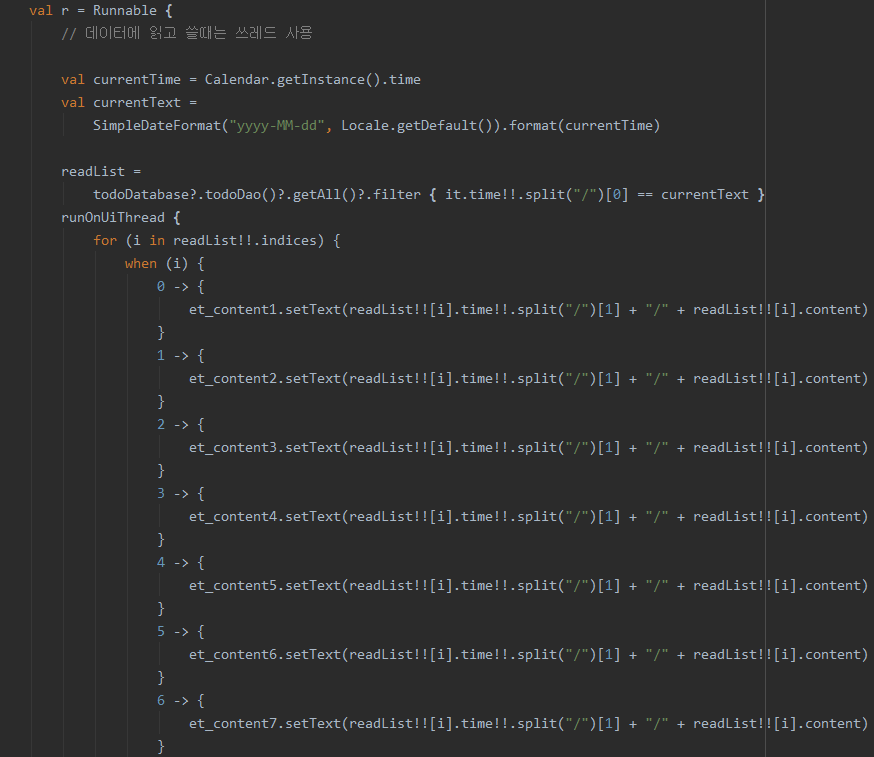 val r = Runnable {
// 데이터에 읽고 쓸때는 쓰레드 사용
val currentTime = Calendar.getInstance().time
val currentText =
SimpleDateFormat("yyyy-MM-dd", Locale.getDefault()).format(currentTime)
readList =
todoDatabase?.todoDao()?.getAll()?.filter { it.time!!.split("/")[0] == currentText }
runOnUiThread {
for (i in readList!!.indices) {
when (i) {
0 -> {
et_content1.setText(readList!![i].time!!.split("/")[1] + "/" + readList!![i].content)
}
1 -> {
et_content2.setText(readList!![i].time!!.split("/")[1] + "/" + readList!![i].content)
}
2 -> {
et_content3.setText(readList!![i].time!!.split("/")[1] + "/" + readList!![i].content)
}
3 -> {
et_content4.setText(readList!![i].time!!.split("/")[1] + "/" + readList!![i].content)
}
4 -> {
et_content5.setText(readList!![i].time!!.split("/")[1] + "/" + readList!![i].content)
}
5 -> {
et_content6.setText(readList!![i].time!!.split("/")[1] + "/" + readList!![i].content)
}
6 -> {
et_content7.setText(readList!![i].time!!.split("/")[1] + "/" + readList!![i].content)
}